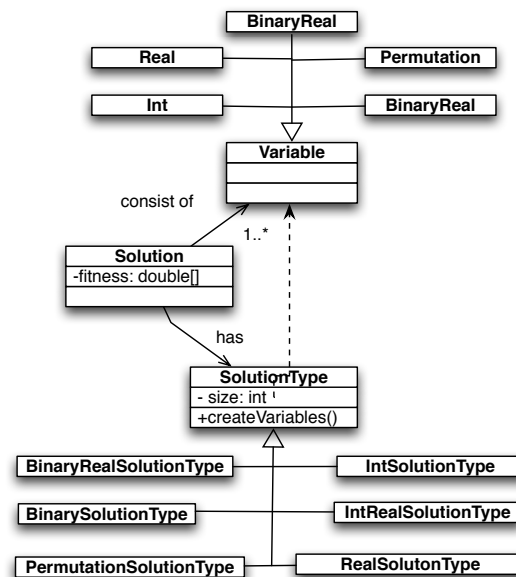 BinaryReal
Real
Permutation
Int
BinaryReal
Variable
consist of
1..*
Solution
-fitness: double[]
has
SolutionType
- size: int
+createVariables()
BinaryRealSolutionType
IntSolutionType
BinarySolutionType
IntRealSolutionType
PermutationSolutionType
RealSolutonType